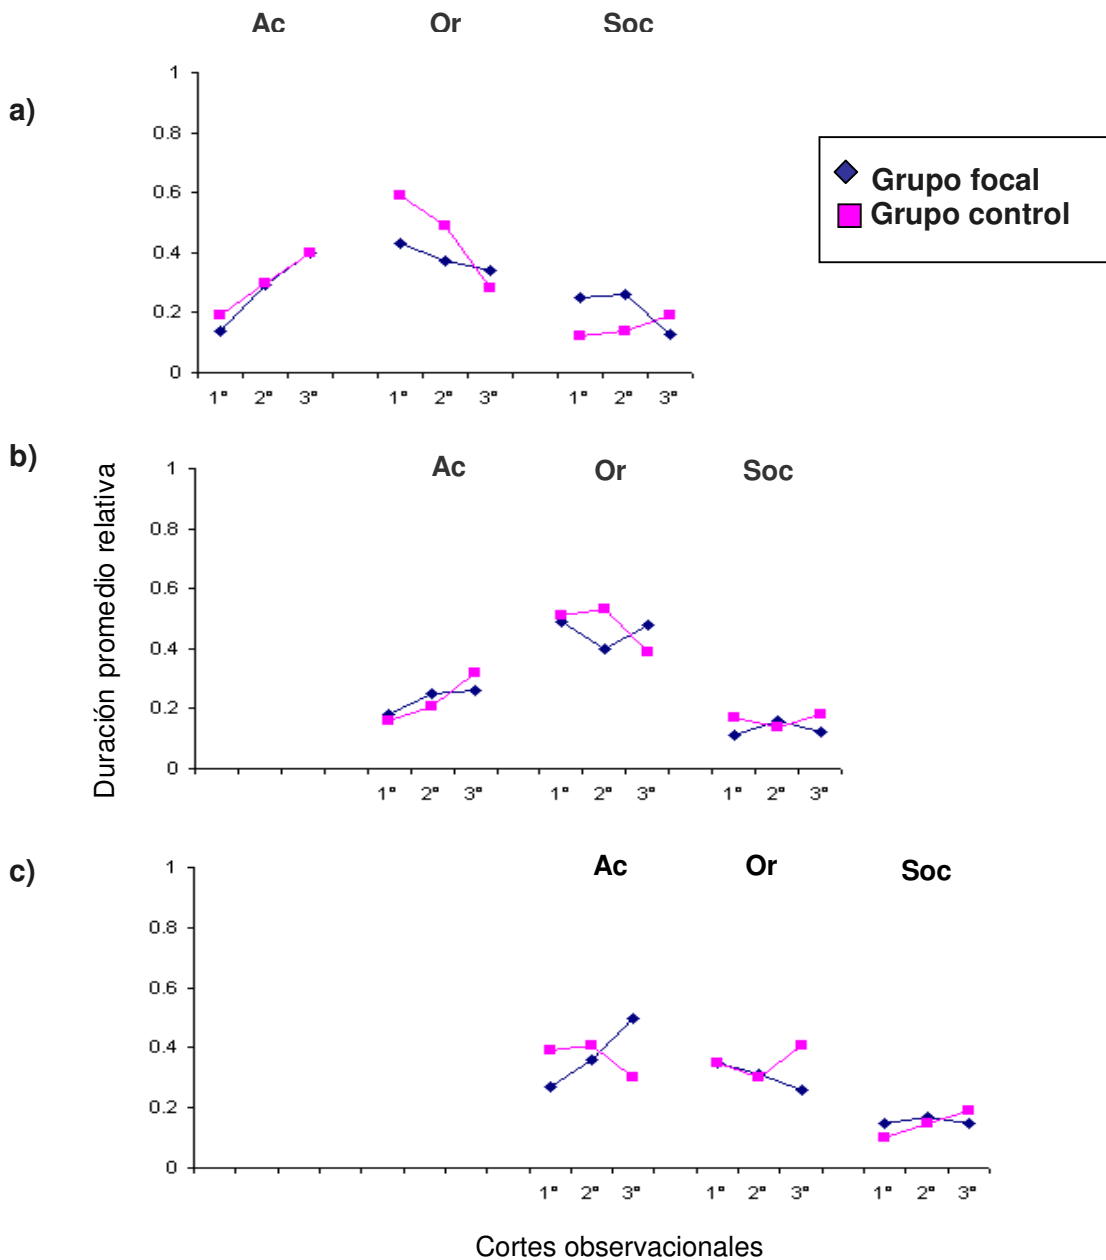 Ac Or Soc
a)
1
0.8
0.6
0.4
0.2
0
1° 2° 3° 1° 2° 3° 1° 2° 3°
Grupo focal
Grupo control
b)
Ac Or Soc
Duración promedio relativa
1
0.8
0.6
0.4
0.2
0
1° 2° 3° 1° 2° 3° 1° 2° 3°
c)
Ac Or Soc
1
0.8
0.6
0.4
0.2
0
1° 2° 3° 1° 2° 3° 1° 2° 3°
Cortes observacionales